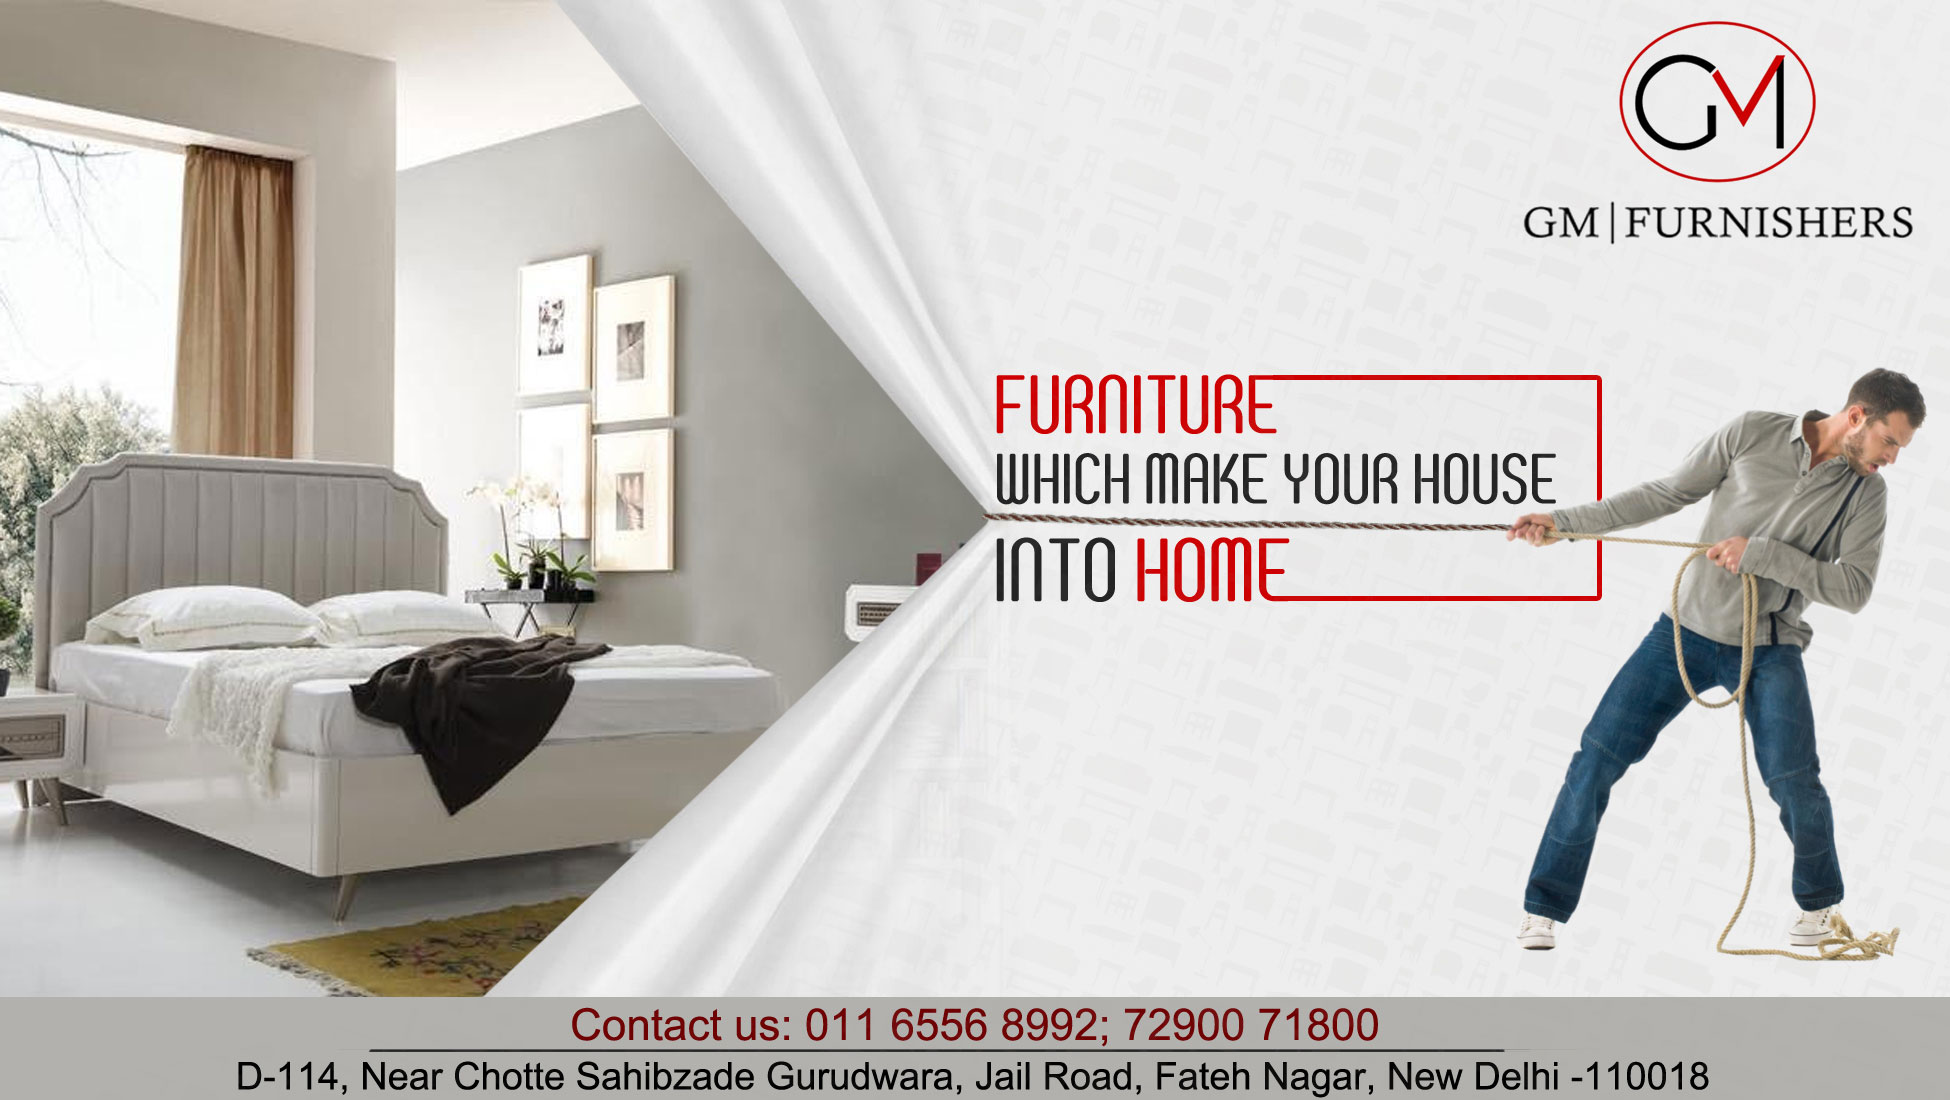 GM
GM | FURNISHERS
FURNITURE
WHICH MAKE YOUR HOUSE
INTO HOME
Contact us: 011 6556 8992; 72900 71800
D-114, Near Chotte Sahibzade Gurudwara, Jail Road, Fateh Nagar, New Delhi -110018